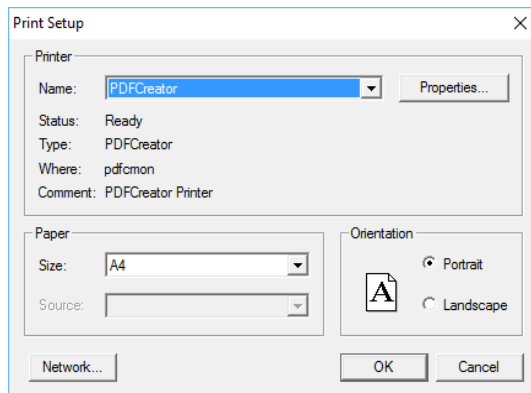 Print Setup
Printer
Name: PDFCreator Properties...
Status: Ready
Type: PDFCreator
Where: pdfcmon
Comment: PDFCreator Printer
Paper
Size: A4
Source:
Orientation
A
Portrait
Landscape
Network... OK Cancel